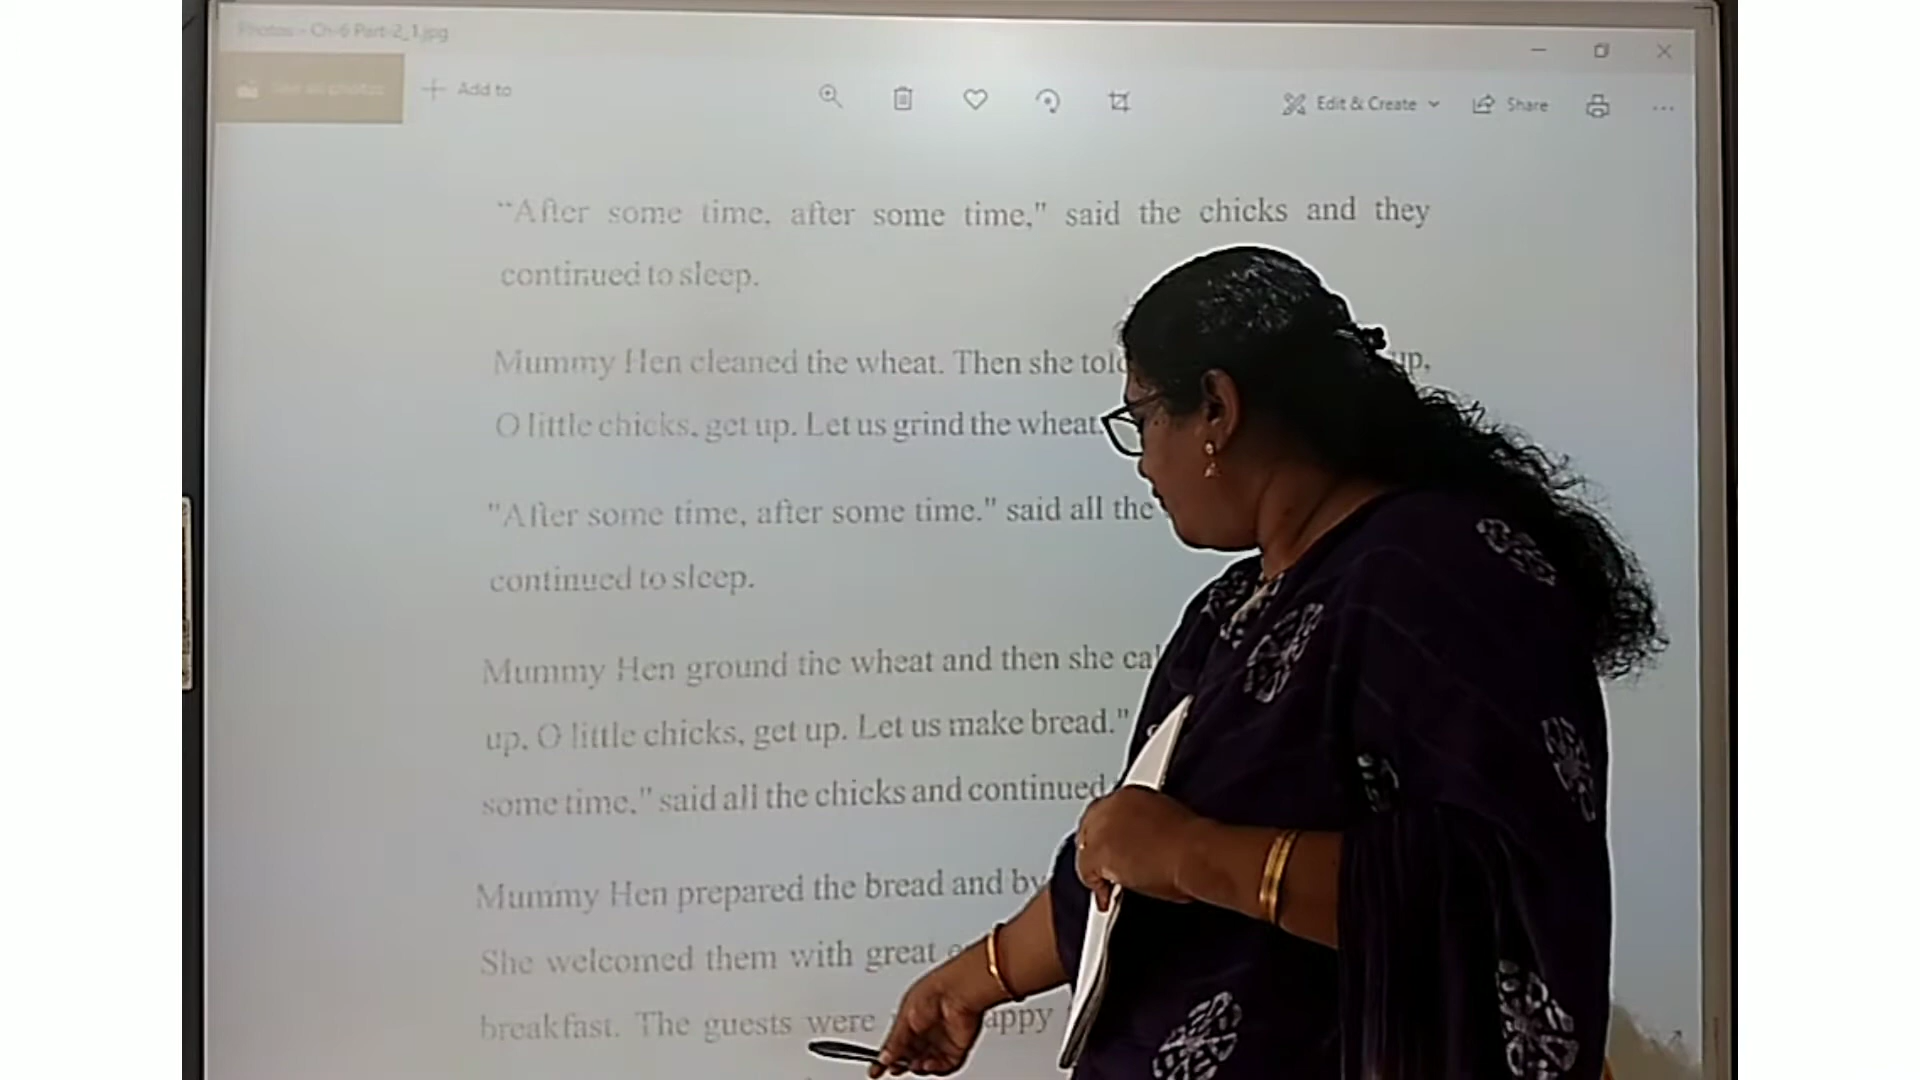 Photos - Ch-6 Part-2_1.jpg
Add to
Edit & Create
Share
“After some time, after some time," said the chicks and they
continued to sleep.
Mummy Hen cleaned the wheat. Then she told up,
O little chicks, get up. Let us grind the wheat.
"After some time, after some time." said all the
continued to sleep.
Mummy Hen ground the wheat and then she
up, O little chicks, get up. Let us make bread."
some time," said all the chicks and continued
Mummy Hen prepared the bread and by
She welcomed them with great
breakfast. The guests were